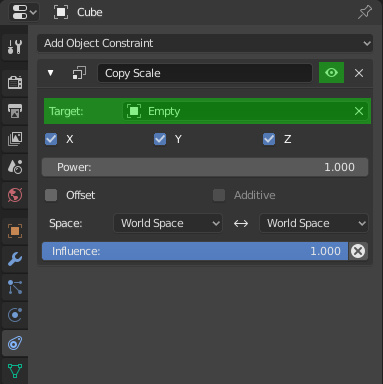 Cube
Add Object Constraint
Copy Scale
Target: Empty
X Y Z
Power: 1.000
Offset Additive
Space: World Space World Space
Influence: 1.000